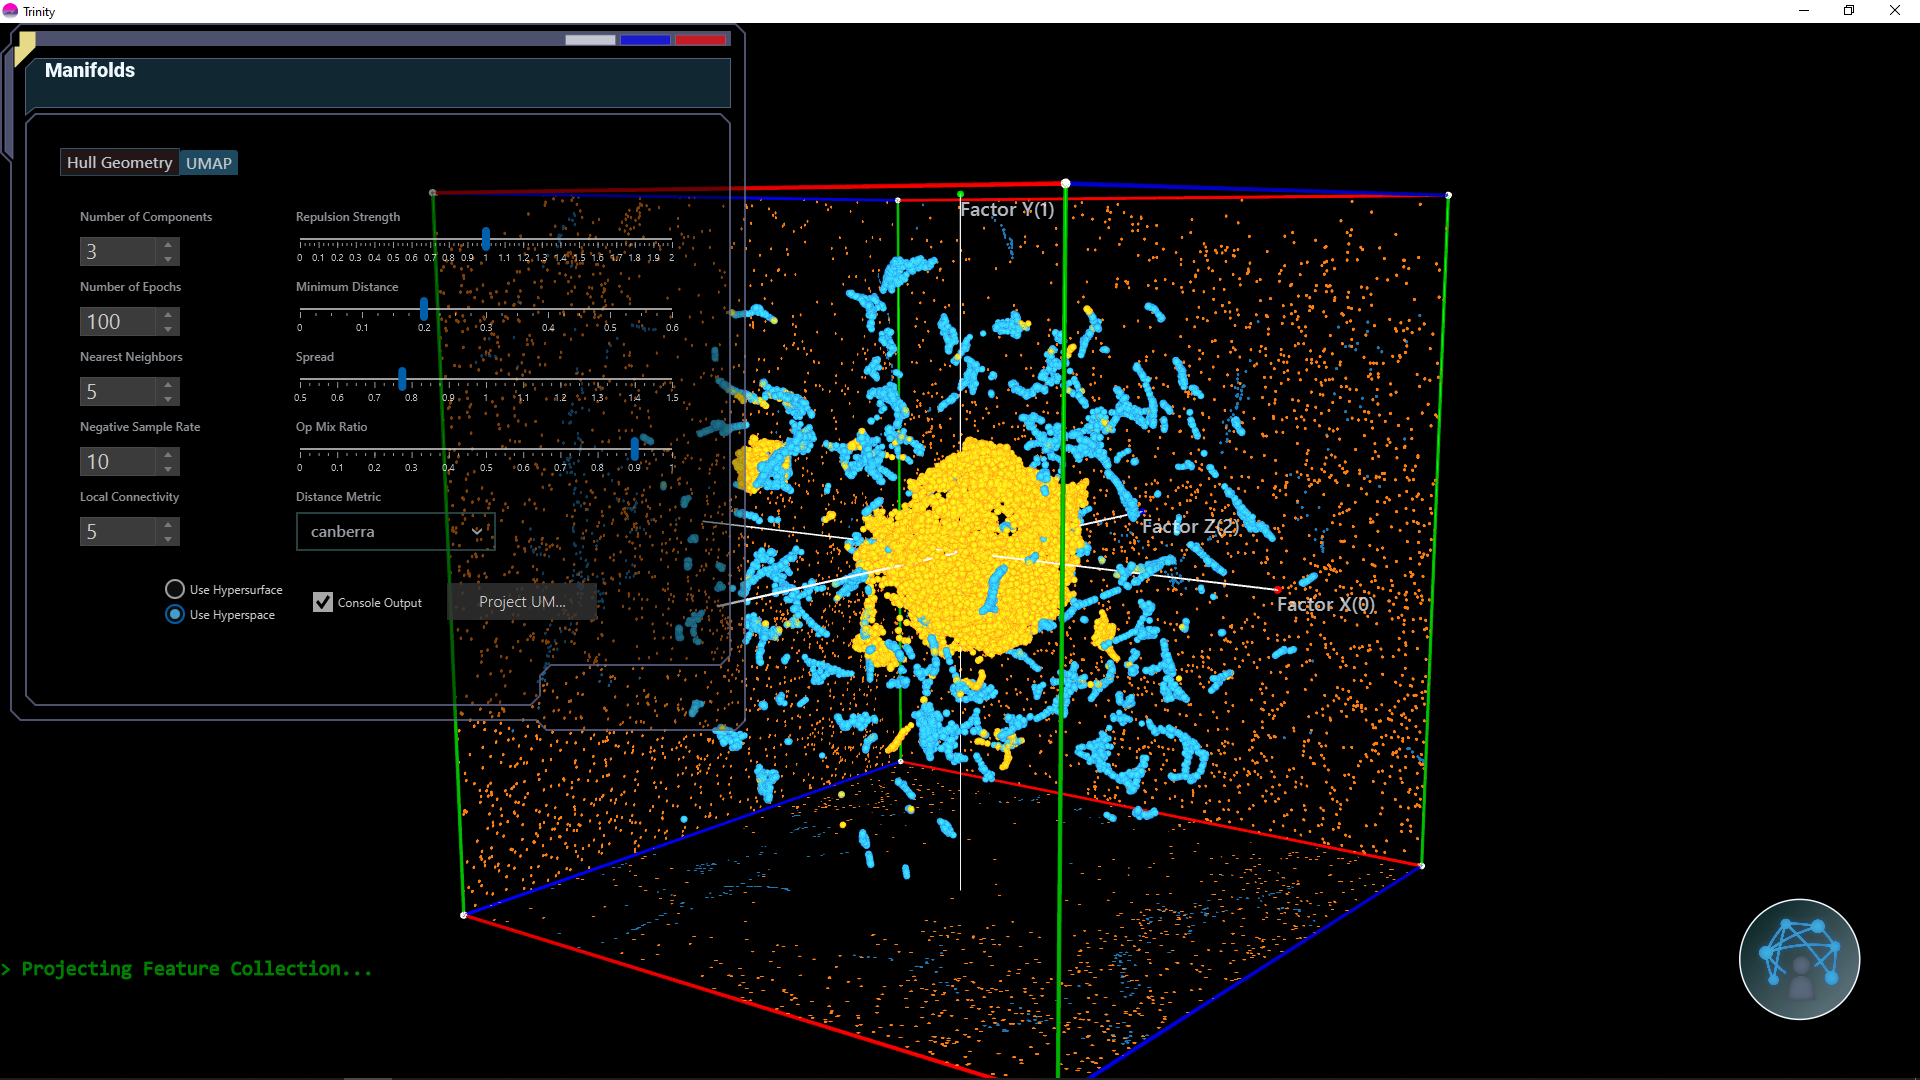 Trinity
Manifolds
Hull Geometry UMAP
Number of Components
3
Number of Epochs
100
Nearest Neighbors
5
Negative Sample Rate
10
Local Connectivity
5
Repulsion Strength
0 0.1 0.2 0.3 0.4 0.5 0.6 0.7 0.8 0.9 1 1.1 1.2 1.3 1.4 1.5 1.6 1.7 1.8 1.9 2
Minimum Distance
0 0.1 0.2 0.3 0.4 0.5 0.6
Spread
0.5 0.6 0.7 0.8 0.9 1 1.1 1.2 1.3 1.4 1.5
Op Mix Ratio
0 0.1 0.2 0.3 0.4 0.5 0.6 0.7 0.8 0.9 1
Distance Metric
canberra
Use Hypersurface
Use Hyperspace
Console Output
Project UM...
Factor Y(1)
Factor Z(2)
Factor X(0)
> Projecting Feature Collection...